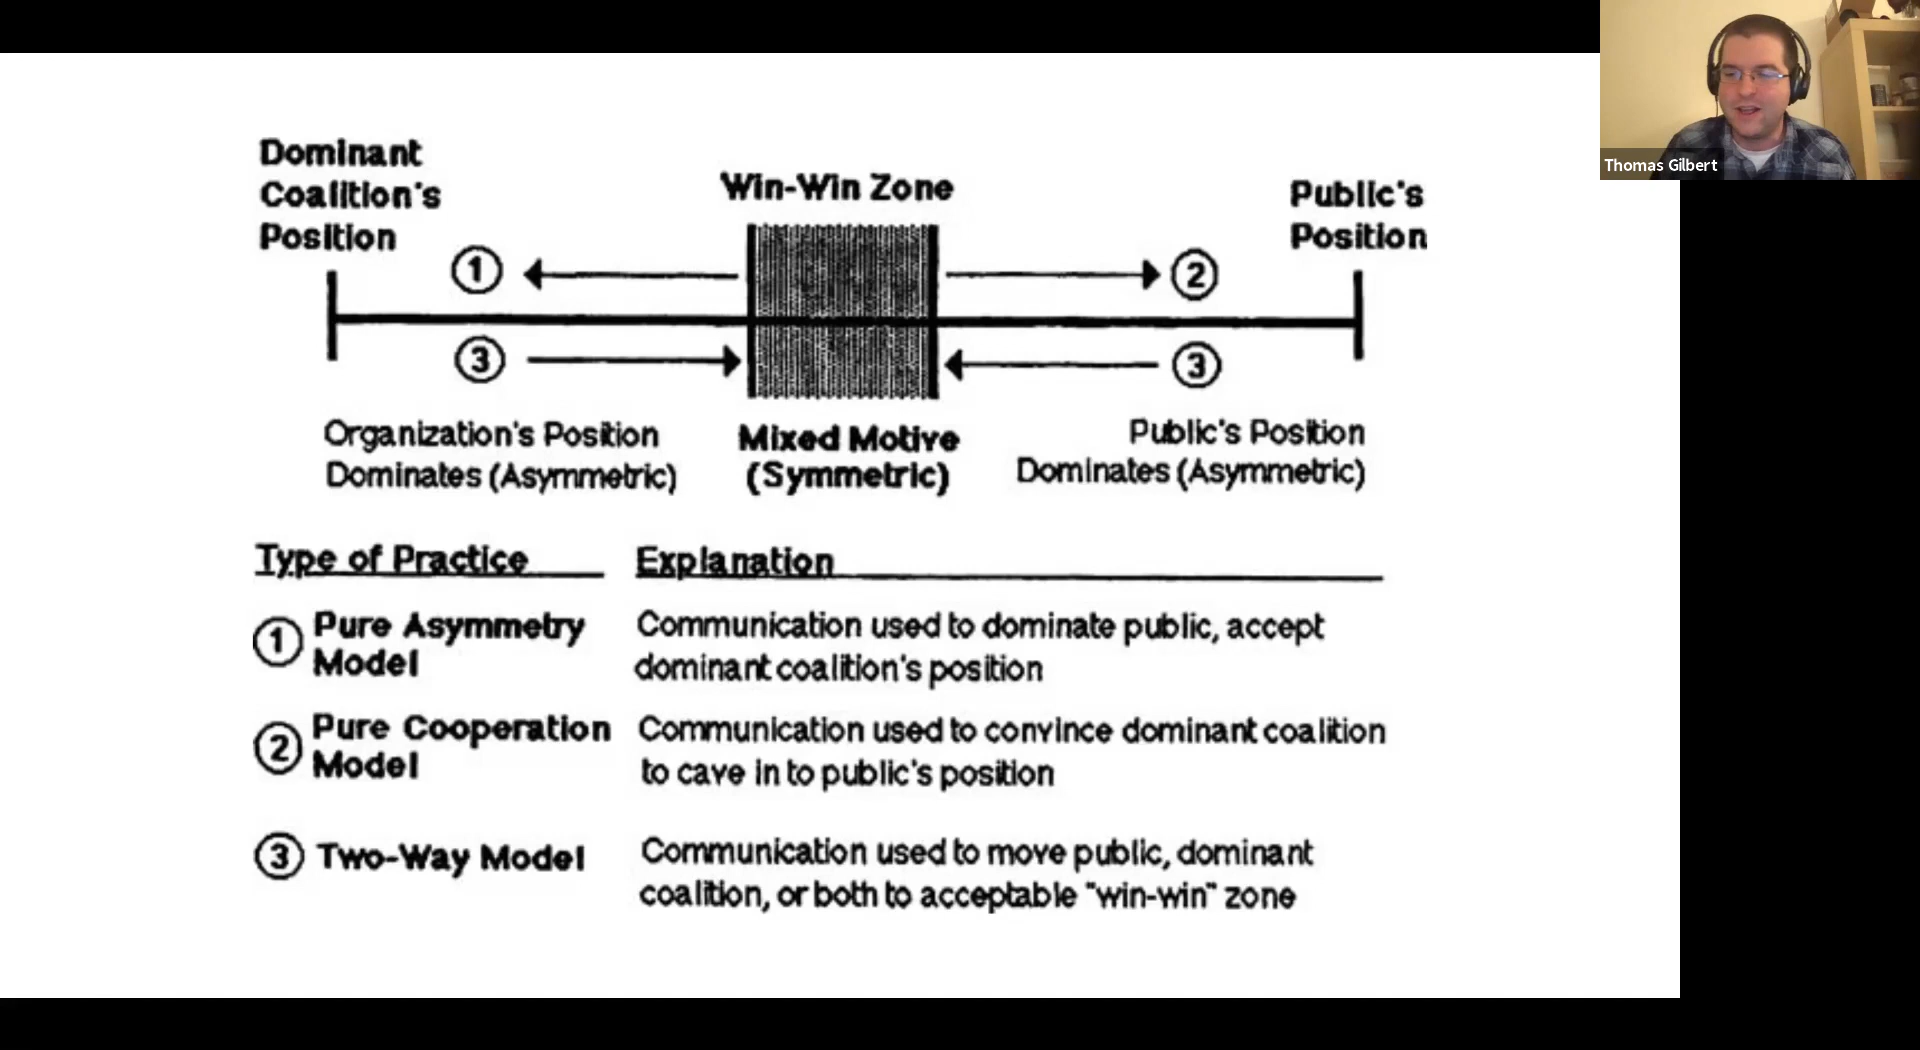 Thomas Gilbert
Dominant
Coalition's
Position
Win-Win Zone
Public's
Position
1
2
3
3
Organization's Position
Dominates (Asymmetric)
Mixed Motive
(Symmetric)
Public's Position
Dominates (Asymmetric)
Type of Practice
Explanation
1 Pure Asymmetry
Model
Communication used to dominate public, accept
dominant coalition's position
2 Pure Cooperation
Model
Communication used to convince dominant coalition
to cave in to public's position
3 Two-Way Model
Communication used to move public, dominant
coalition, or both to acceptable "win-win" zone